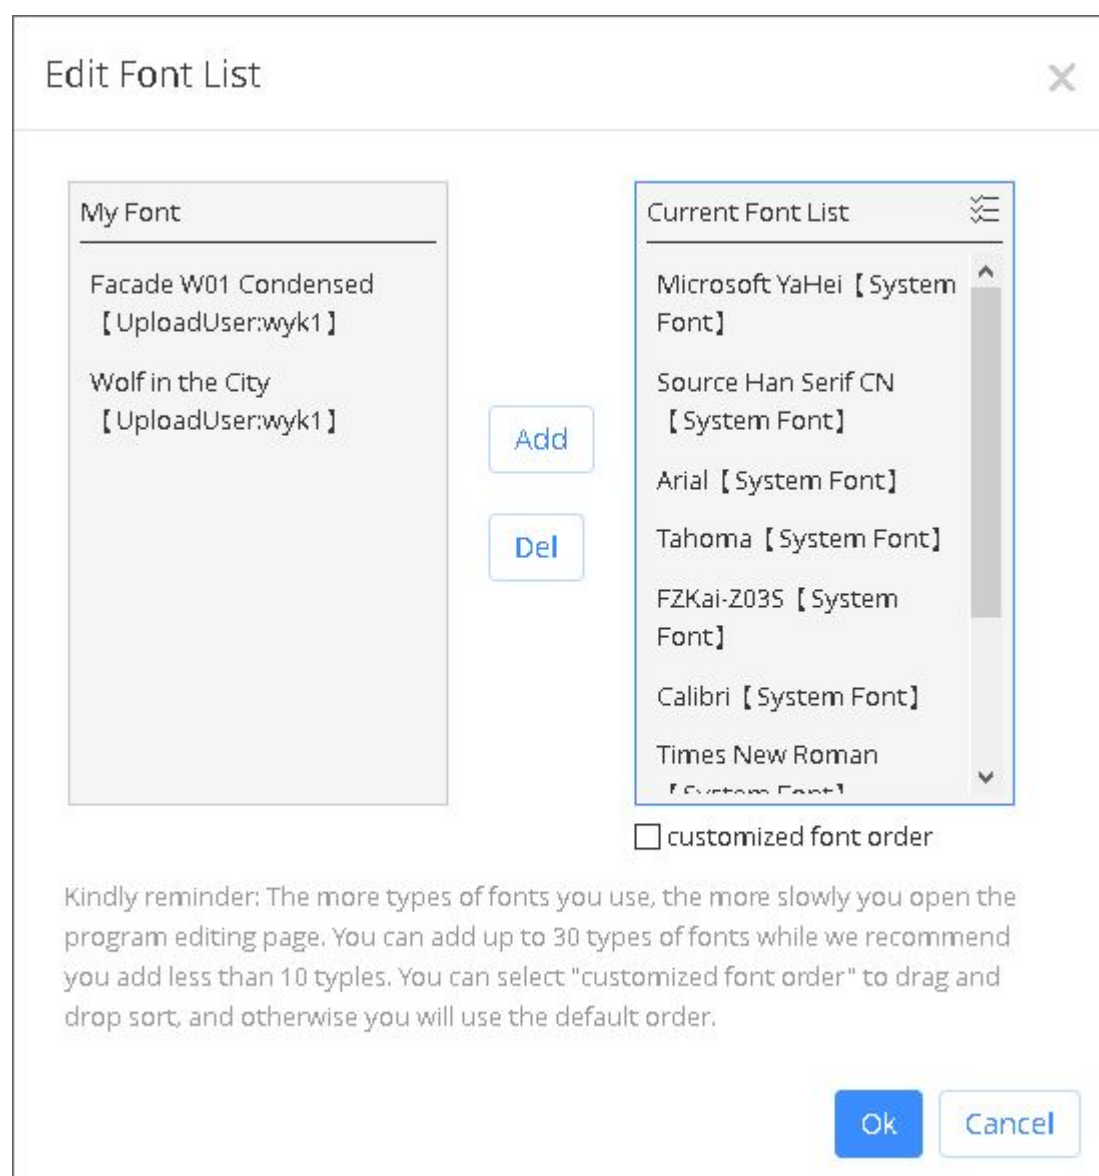 Edit Font List
My Font
Facade W01 Condensed
【UploadUser:wyk1】
Wolf in the City
【UploadUser:wyk1】
Add
Del
Current Font List
Microsoft YaHei【System
Font】
Source Han Serif CN
【System Font】
Arial【System Font】
Tahoma【System Font】
FZKai-Z03S【System
Font】
Calibri【System Font】
Times New Roman
【System Font】
customized font order
Kindly reminder: The more types of fonts you use, the more slowly you open the
program editing page. You can add up to 30 types of fonts while we recommend
you add less than 10 typles. You can select "customized font order" to drag and
drop sort, and otherwise you will use the default order.
Ok
Cancel